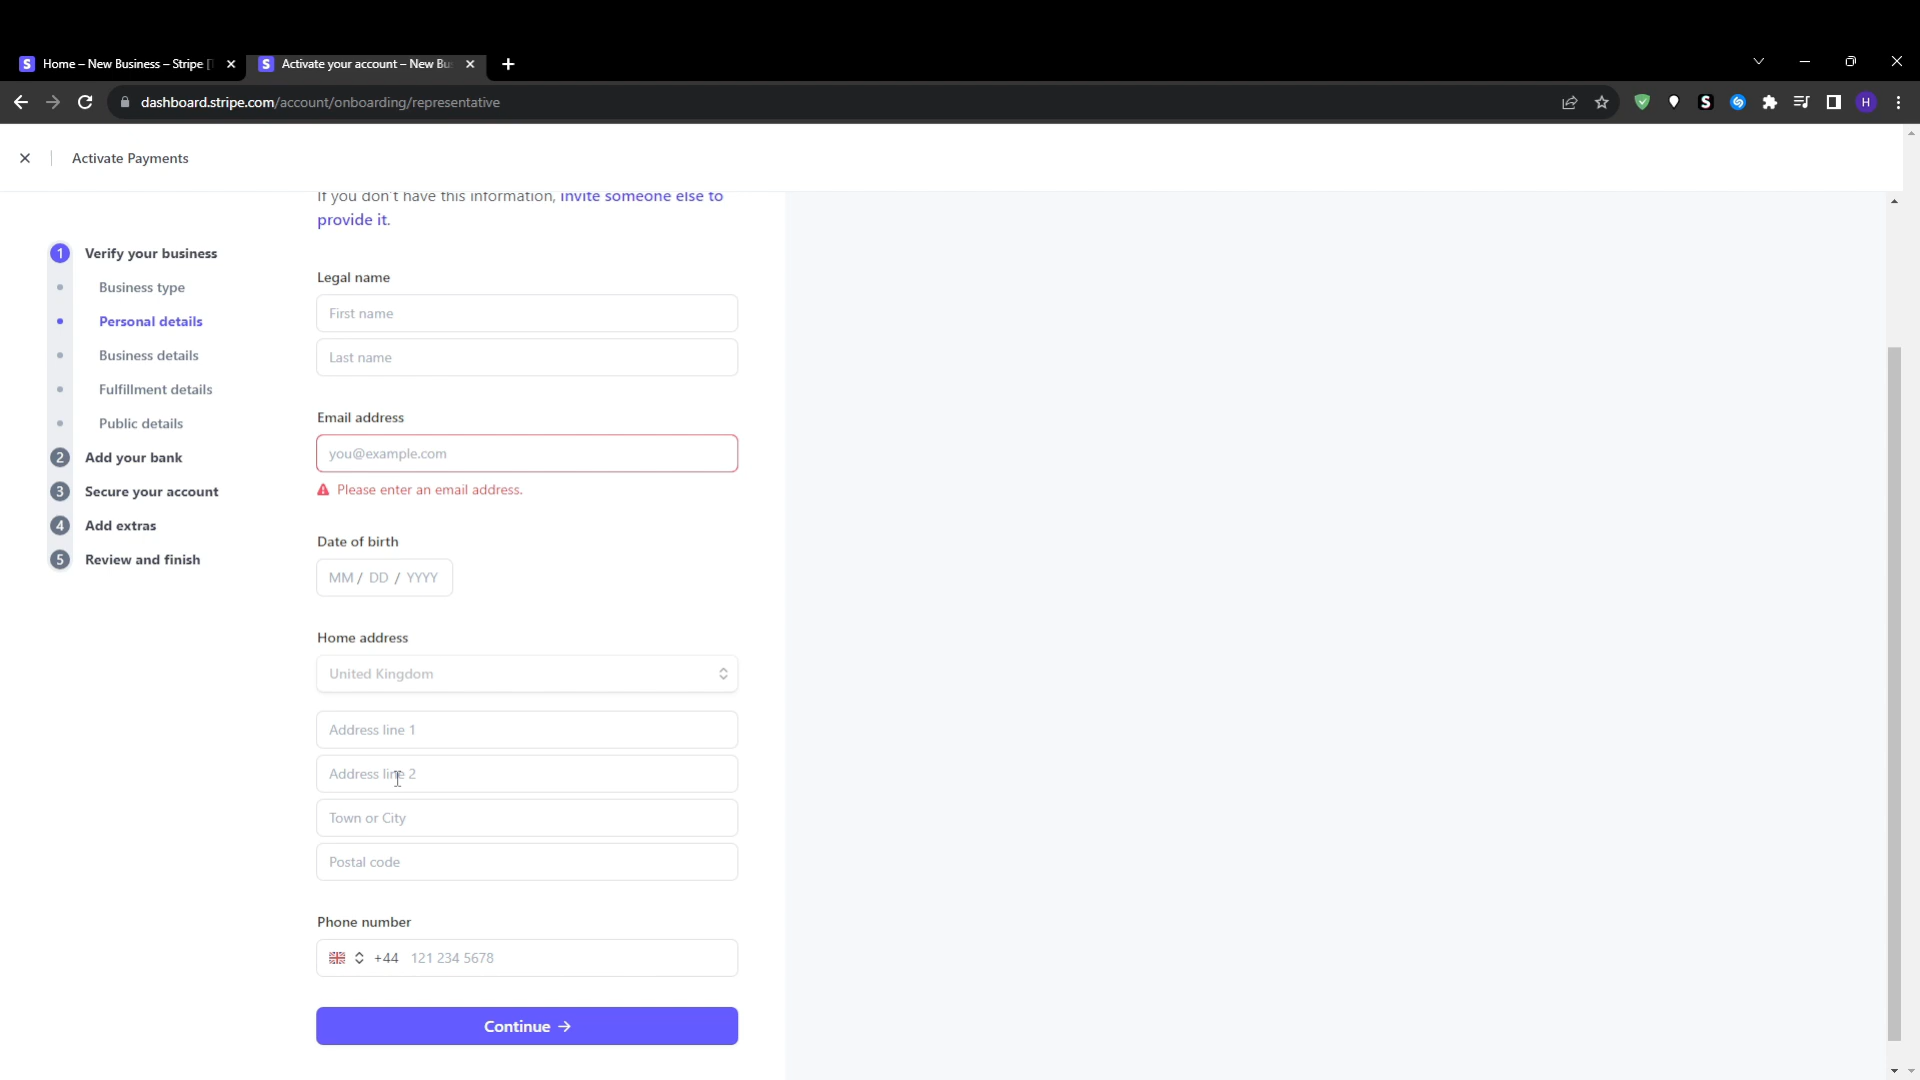 Home – New Business – Stripe [
Activate your account – New Bu
dashboard.stripe.com/account/onboarding/representative
H
Activate Payments
If you don't have this information, invite someone else to
provide it.
1 Verify your business
Business type
Personal details
Business details
Fulfillment details
Public details
2 Add your bank
3 Secure your account
4 Add extras
5 Review and finish
Legal name
First name
Last name
Email address
you@example.com
Please enter an email address.
Date of birth
MM / DD / YYYY
Home address
United Kingdom
Address line 1
Address line 2
Town or City
Postal code
Phone number
+44 121 234 5678
Continue →